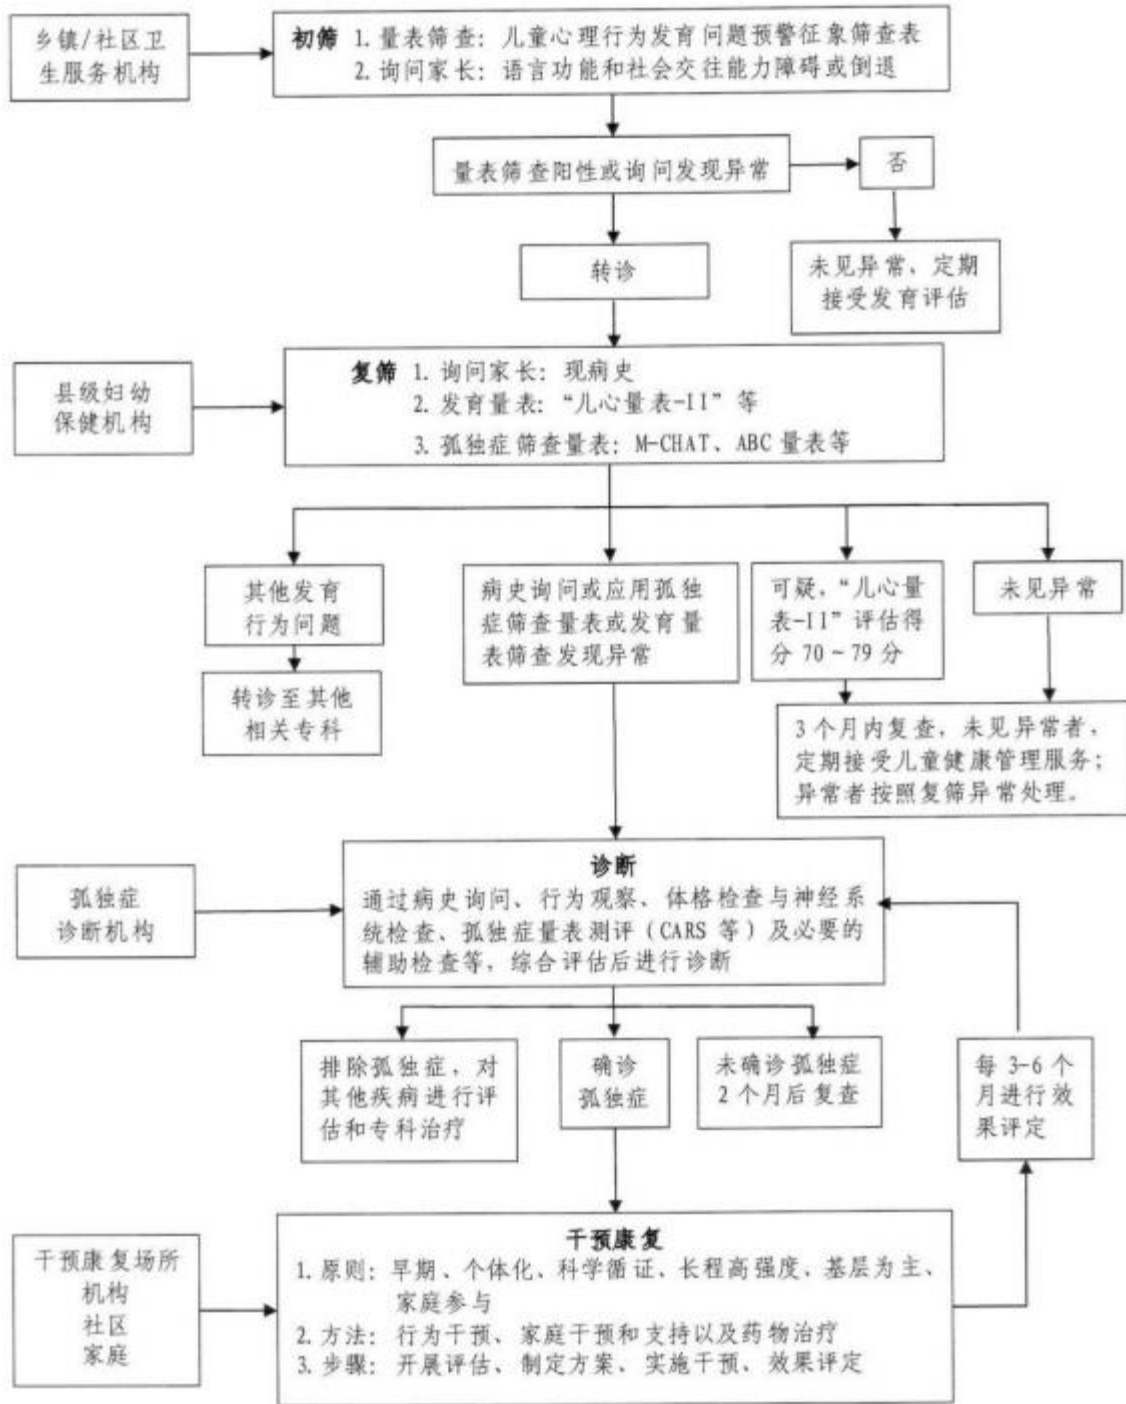 乡镇/社区卫
生服务机构
初筛 1. 量表筛查：儿童心理行为发育问题预警征象筛查表
2. 询问家长：语言功能和社会交往能力障碍或倒退
量表筛查阳性或询问发现异常
否
转诊
未见异常、定期
接受发育评估
县级妇幼
保健机构
复筛 1. 询问家长：现病史
2. 发育量表：“儿心量表-II”等
3. 孤独症筛查量表：M-CHAT、ABC 量表等
其他发育
行为问题
病史询问或应用孤独
症筛查量表或发育量
表筛查发现异常
可疑，“儿心量
表-II”评估得
分 70～79 分
未见异常
转诊至其他
相关专科
3 个月内复查，未见异常者，
定期接受儿童健康管理服务；
异常者按照复筛异常处理。
孤独症
诊断机构
诊断
通过病史询问、行为观察、体格检查与神经系
统检查、孤独症量表测评（CARS 等）及必要的
辅助检查等，综合评估后进行诊断
排除孤独症，对
其他疾病进行评
估和专科治疗
确诊
孤独症
未确诊孤独症
2 个月后复查
每 3-6 个
月进行效
果评定
干预康复场所
机构
社区
家庭
干预康复
1. 原则：早期、个体化、科学循证、长程高强度、基层为主、
家庭参与
2. 方法：行为干预、家庭干预和支持以及药物治疗
3. 步骤：开展评估、制定方案、实施干预、效果评定